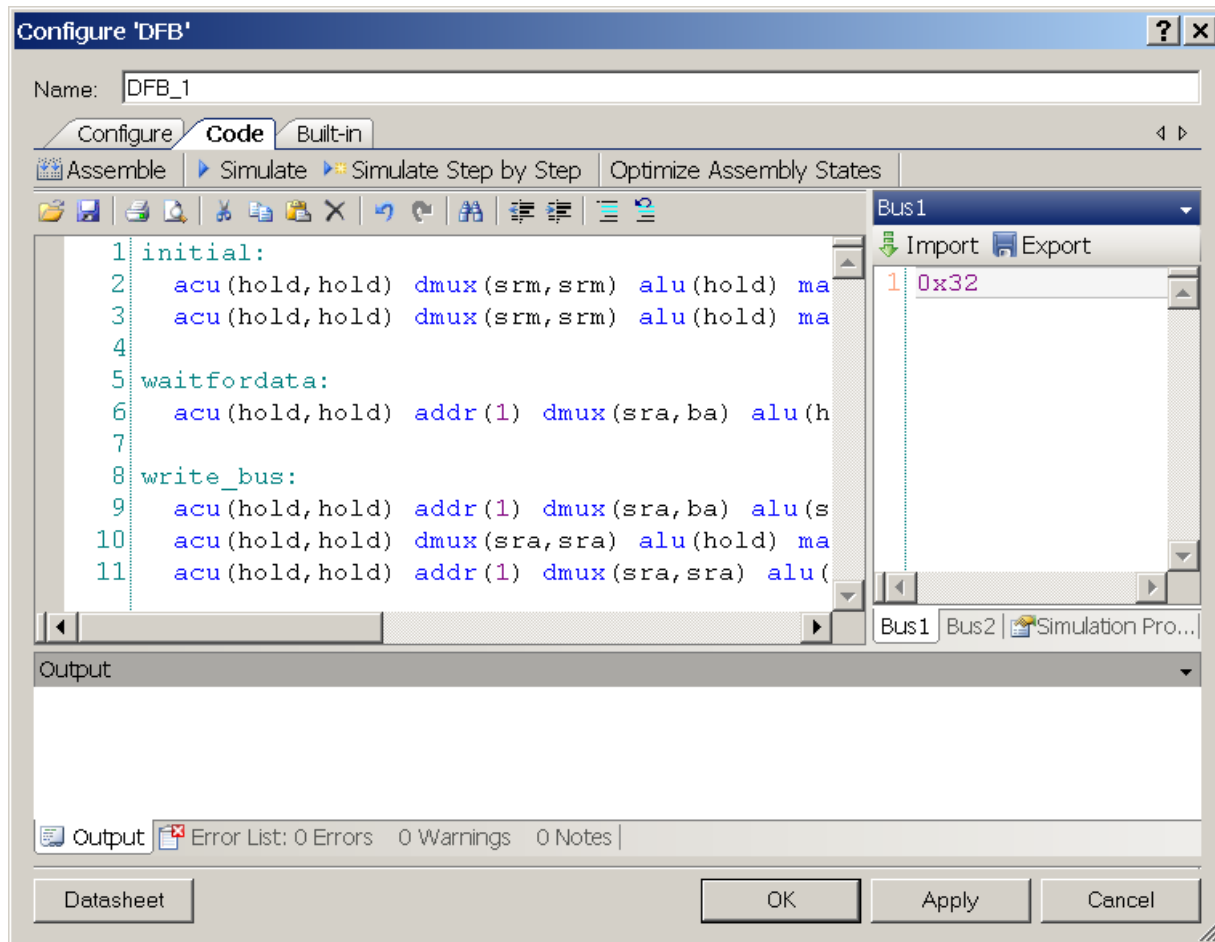 Configure 'DFB'
Name: DFB_1
Configure Code Built-in
Assemble Simulate Simulate Step by Step Optimize Assembly States
1 initial:
2 acu(hold,hold) dmux(srm,srm) alu(hold) ma
3 acu(hold,hold) dmux(srm,srm) alu(hold) ma
4
5 waitfordata:
6 acu(hold,hold) addr(1) dmux(sra,ba) alu(h
7
8 write_bus:
9 acu(hold,hold) addr(1) dmux(sra,ba) alu(s
10 acu(hold,hold) dmux(sra,sra) alu(hold) ma
11 acu(hold,hold) addr(1) dmux(sra,sra) alu(
Bus1
Import Export
1 0x32
Bus1 Bus2 Simulation Pro...
Output
Output Error List: 0 Errors 0 Warnings 0 Notes
Datasheet OK Apply Cancel